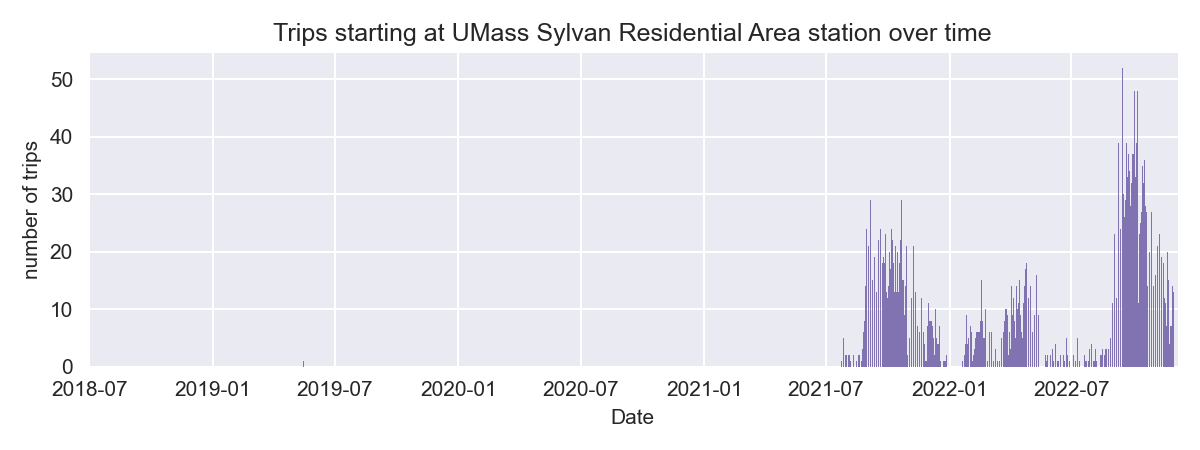 Trips starting at UMass Sylvan Residential Area station over time
number of trips
50
40
30
20
10
0
2018-07 2019-01 2019-07 2020-01 2020-07 2021-01 2021-07 2022-01 2022-07
Date